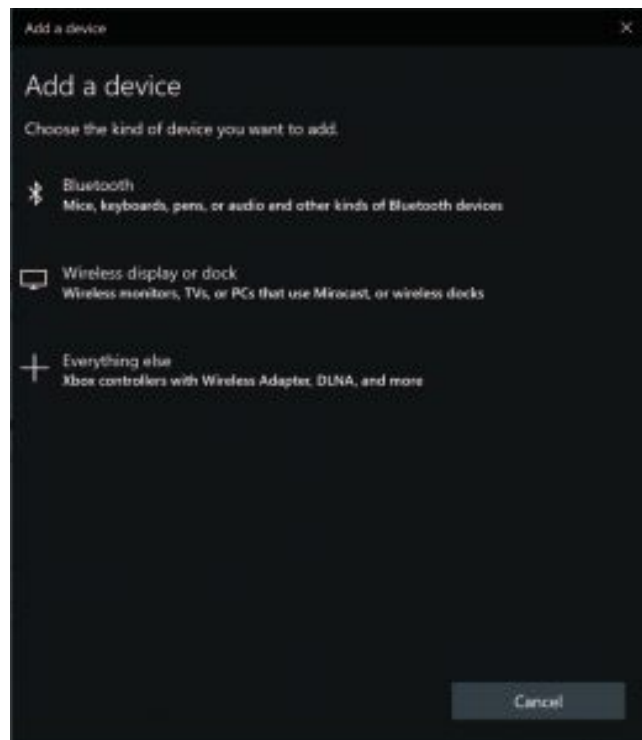 Add a device
Add a device
Choose the kind of device you want to add.
Bluetooth
Mice, keyboards, pens, or audio and other kinds of Bluetooth devices
Wireless display or dock
Wireless monitors, TVs, or PCs that use Miracast, or wireless docks
Everything else
Xbox controllers with Wireless Adapter, DLNA, and more
Cancel